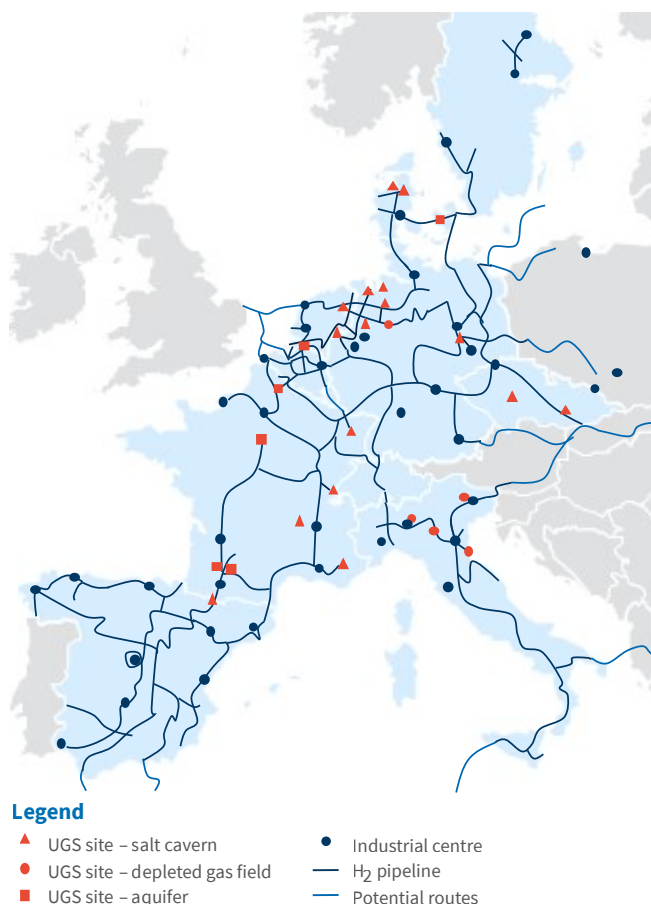 Legend
UGS site – salt cavern
UGS site – depleted gas field
UGS site – aquifer
Industrial centre
H2 pipeline
Potential routes